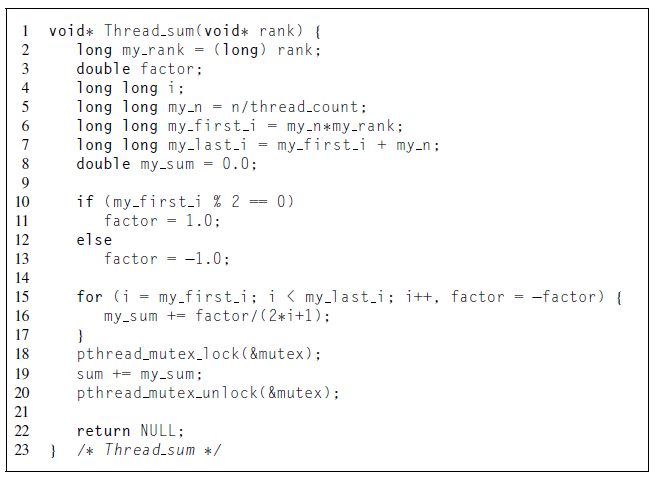 1 void* Thread_sum(void* rank) {
2 long my_rank = (long) rank;
3 double factor;
4 long long i;
5 long long my_n = n/thread_count;
6 long long my_first_i = my_n*my_rank;
7 long long my_last_i = my_first_i + my_n;
8 double my_sum = 0.0;
9
10 if (my_first_i % 2 == 0)
11 factor = 1.0;
12 else
13 factor = −1.0;
14
15 for (i = my_first_i; i < my_last_i; i++, factor = −factor) {
16 my_sum += factor/(2*i+1);
17 }
18 pthread_mutex_lock(&mutex);
19 sum += my_sum;
20 pthread_mutex_unlock(&mutex);
21
22 return NULL;
23 } /* Thread_sum */